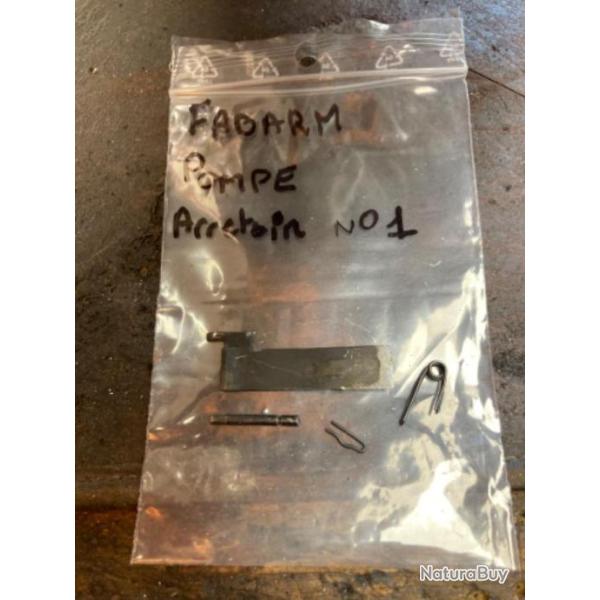 FABARM
POMPE
Arretoir NO1
NaturaBuy